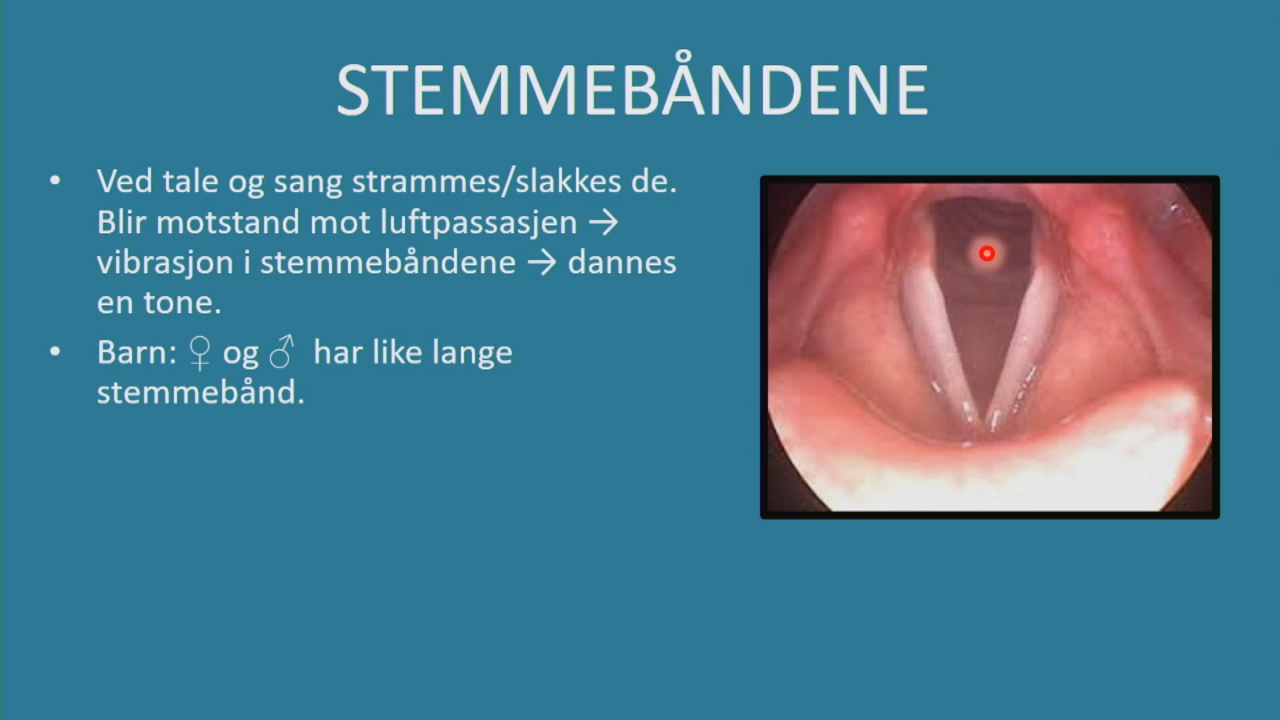 STEMMEBÅNDENE
• Ved tale og sang strammes/slakkes de.
Blir motstand mot luftpassasjen →
vibrasjon i stemmebåndene → dannes
en tone.
• Barn: ♀ og ♂ har like lange
stemmebånd.